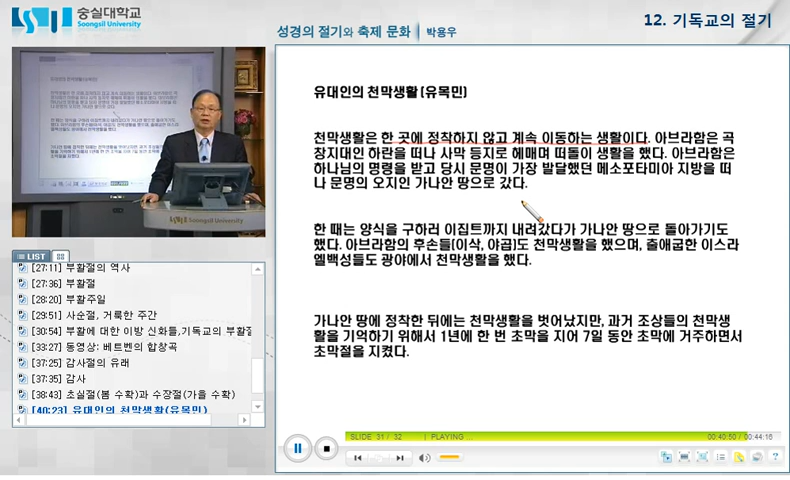 숭실대학교
Soongsil University
성경의 절기와 축제 문화
박용우
12. 기독교의 절기
Soongsil University
LIST
[27:11] 부활절의 역사
[27:36] 부활절
[28:20] 부활주일
[29:51] 사순절, 거룩한 주간
[30:54] 부활에 대한 이방 신화들,기독교의 부활절
[33:27] 동영상: 베트벤의 합창곡
[37:25] 감사절의 유래
[37:35] 감사
[38:43] 초실절(봄 수확)과 수장절(가을 수확)
[40:23] 유대인의 천막생활(유목민)
유대인의 천막생활 (유목민)
천막생활은 한 곳에 정착하지 않고 계속 이동하는 생활이다. 아브라함은 곡
창지대인 하란을 떠나 사막 등지로 헤매며 떠돌이 생활을 했다. 아브라함은
하나님의 명령을 받고 당시 문명이 가장 발달했던 메소포타미아 지방을 떠
나 문명의 오지인 가나안 땅으로 갔다.
한 때는 양식을 구하러 이집트까지 내려갔다가 가나안 땅으로 돌아가기도
했다. 아브라함의 후손들(이삭, 야곱)도 천막생활을 했으며, 출애굽한 이스라
엘백성들도 광야에서 천막생활을 했다.
가나안 땅에 정착한 뒤에는 천막생활을 벗어났지만, 과거 조상들의 천막생
활을 기억하기 위해서 1년에 한 번 초막을 지어 7일 동안 초막에 거주하면서
초막절을 지켰다.
SLIDE 31 / 32 | PLAYING ... 00:40:50 / 00:44:16